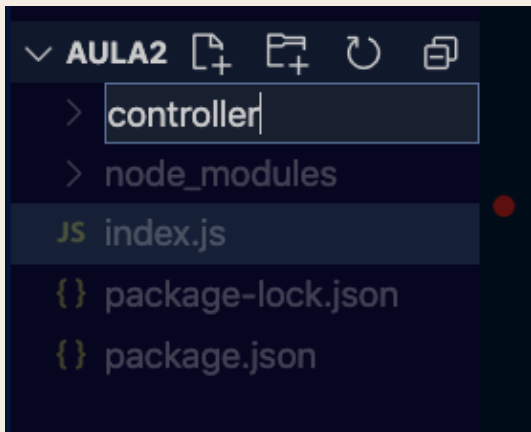 AULA2
controller
node_modules
JS index.js
{} package-lock.json
{} package.json